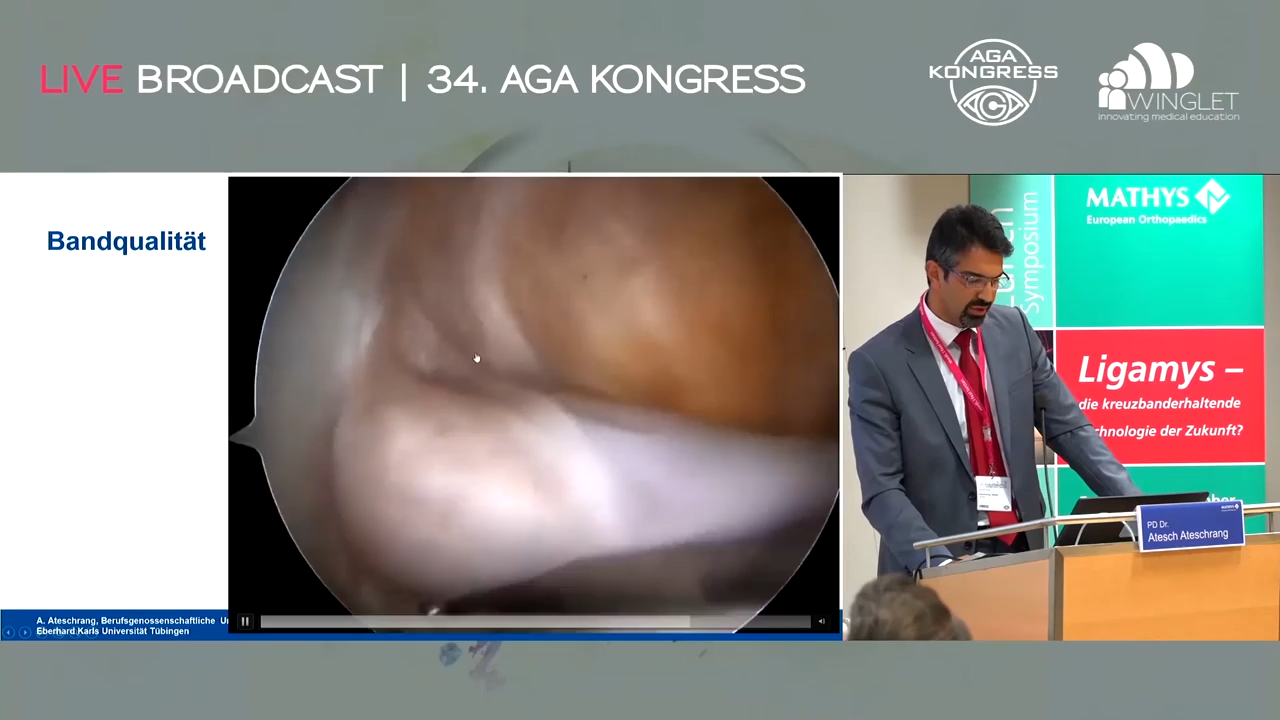 LIVE BROADCAST | 34. AGA KONGRESS
AGA
KONGRESS
AGA
WINGLET
innovating medical education
Bandqualität
A. Ateschrang, Berufsgenossenschaftliche
Eberhard Karls Universität Tübingen
Symposium
MATHYS
European Orthopaedics
Ligamys –
die kreuzbanderhaltende
chnologie der Zukunft?
PD Dr.
Atesch Ateschrang